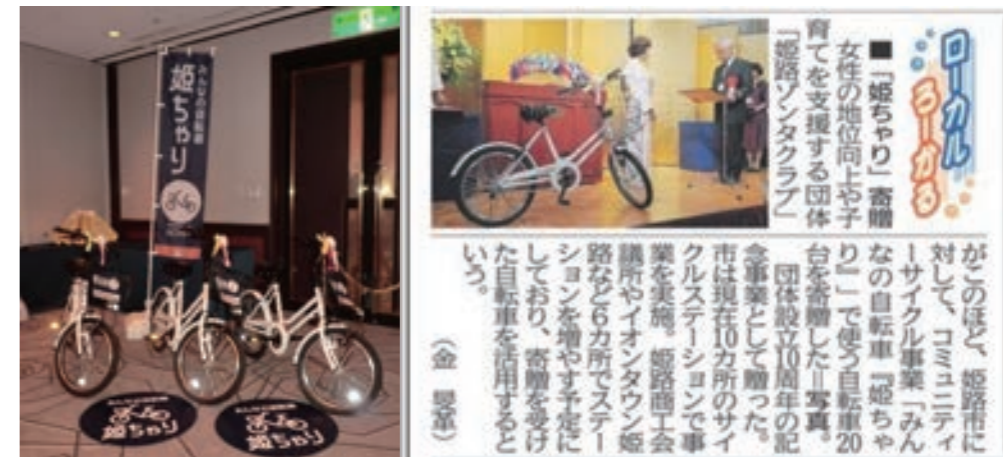 みんなの自転車
姫ちゃり
姫ちゃり
姫ちゃり
ローカル
ろーかる
■「姫ちゃり」寄贈
女性の地位向上や子
育てを支援する団体
「姫路ゾンタクラブ」
がこのほど、姫路市に
対して、コミュニティ
ーサイクル事業「みん
なの自転車『姫ちゃ
り』」で使う自転車20
台を寄贈した＝写真。
団体設立10周年の記
念事業として贈った。
市は現在10カ所のサイ
クルステーションで事
業を実施。姫路商工会
議所やイオンタウン姫
路など6カ所でステー
ションを増やす予定に
しており、寄贈を受け
た自転車を活用すると
いう。